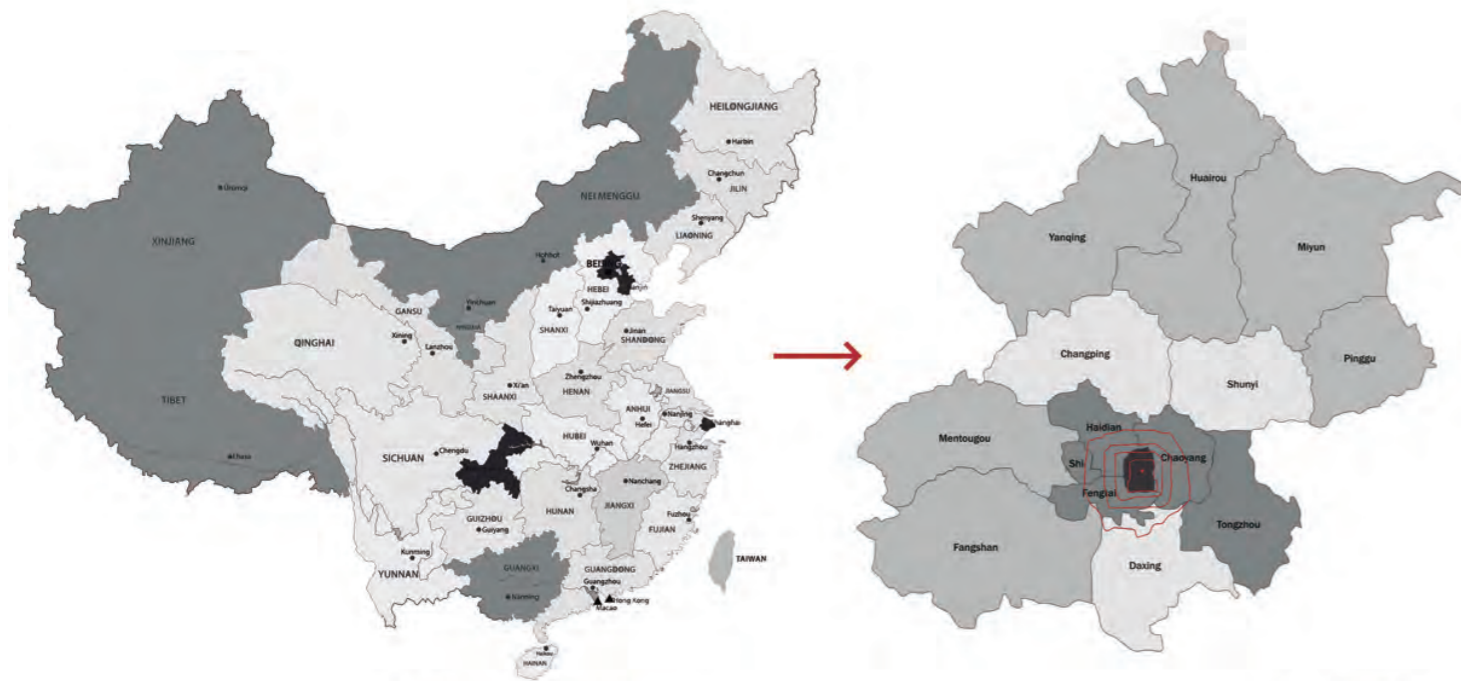 HEILONGJIANG
Harbin
Changchun
JILIN
Ürümqi
NEI MENGGU
Shenyang
LIAONING
XINJIANG
Hohhot
BEIJING
Tianjin
HEBEI
Yinchuan
NINGXIA
GANSU
Taiyuan
Shijiazhuang
SHANXI
Jinan
SHANDONG
QINGHAI
Xining
Lanzhou
Zhengzhou
HENAN
Xi'an
SHAANXI
JIANGSU
TIBET
ANHUI
Hefei
Nanjing
Shanghai
Lhasa
SICHUAN
Chengdu
HUBEI
Wuhan
Hangzhou
ZHEJIANG
Changsha
HUNAN
Nanchang
JIANGXI
GUIZHOU
Guiyang
Fuzhou
FUJIAN
Kunming
YUNNAN
GUANGXI
Nanning
GUANGDONG
Guangzhou
Hong Kong
Macao
TAIWAN
HAINAN
Huairou
Yanqing
Miyun
Changping
Shunyi
Pinggu
Mentougou
Haidian
Shi
Chaoyang
Fengtai
Tongzhou
Fangshan
Daxing